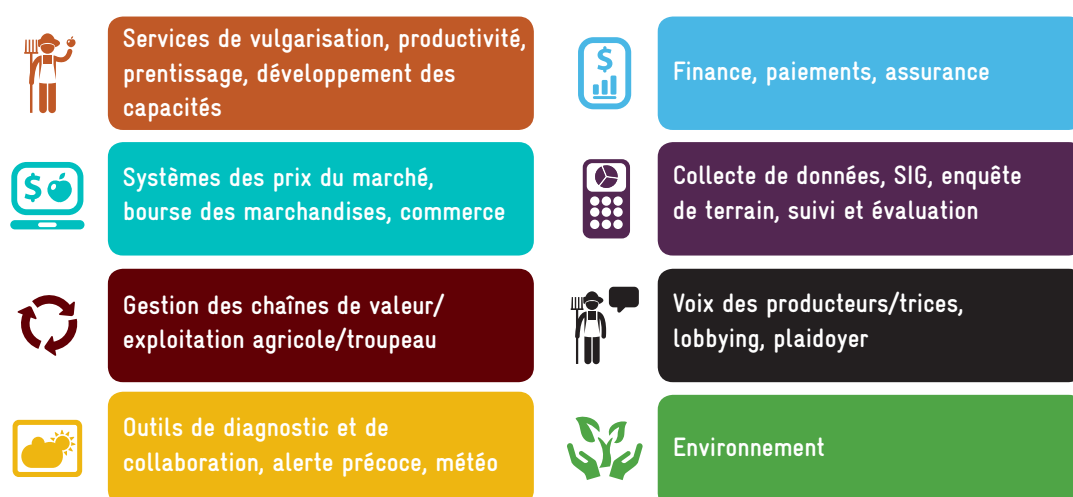 Services de vulgarisation, productivité,
prentissage, développement des
capacités
Finance, paiements, assurance
$
$
Systèmes des prix du marché,
bourse des marchandises, commerce
Collecte de données, SIG, enquête
de terrain, suivi et évaluation
Gestion des chaînes de valeur/
exploitation agricole/troupeau
Voix des producteurs/trices,
lobbying, plaidoyer
Outils de diagnostic et de
collaboration, alerte précoce, météo
Environnement